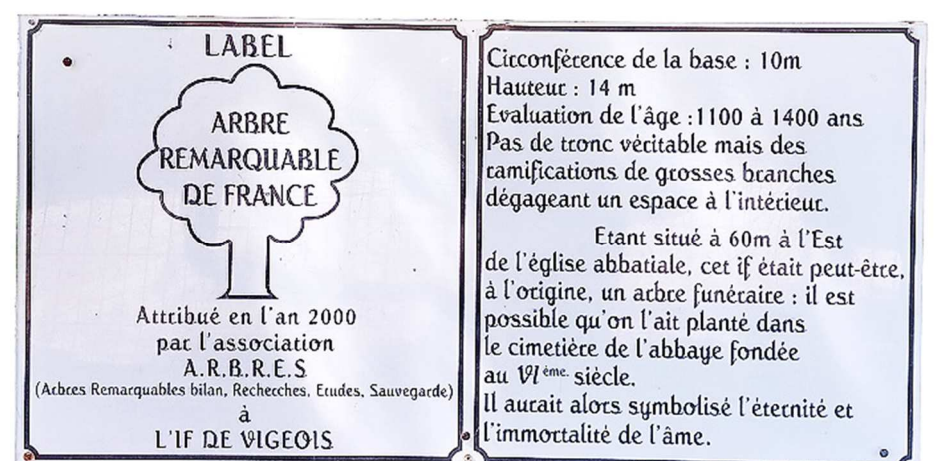 LABEL
ARBRE
REMARQUABLE
DE FRANCE
Attribué en l'an 2000
par l'association
A.R.B.R.E.S
(Arbres Remarquables bilan, Recherches, Etudes, Sauvegarde)
à
L'IF DE VIGEOIS
Circonférence de la base : 10m
Hauteur : 14 m
Evaluation de l'âge :1100 à 1400 ans
Pas de tronc véritable mais des
ramifications de grosses branches
dégageant un espace à l'intérieur.
Etant situé à 60m à l'Est
de l'église abbatiale, cet if était peut-être,
à l'origine, un arbre funéraire : il est
possible qu'on l'ait planté dans
le cimetière de l'abbaye fondée
au VIème. siècle.
Il aurait alors symbolisé l'éternité et
l'immortalité de l'âme.